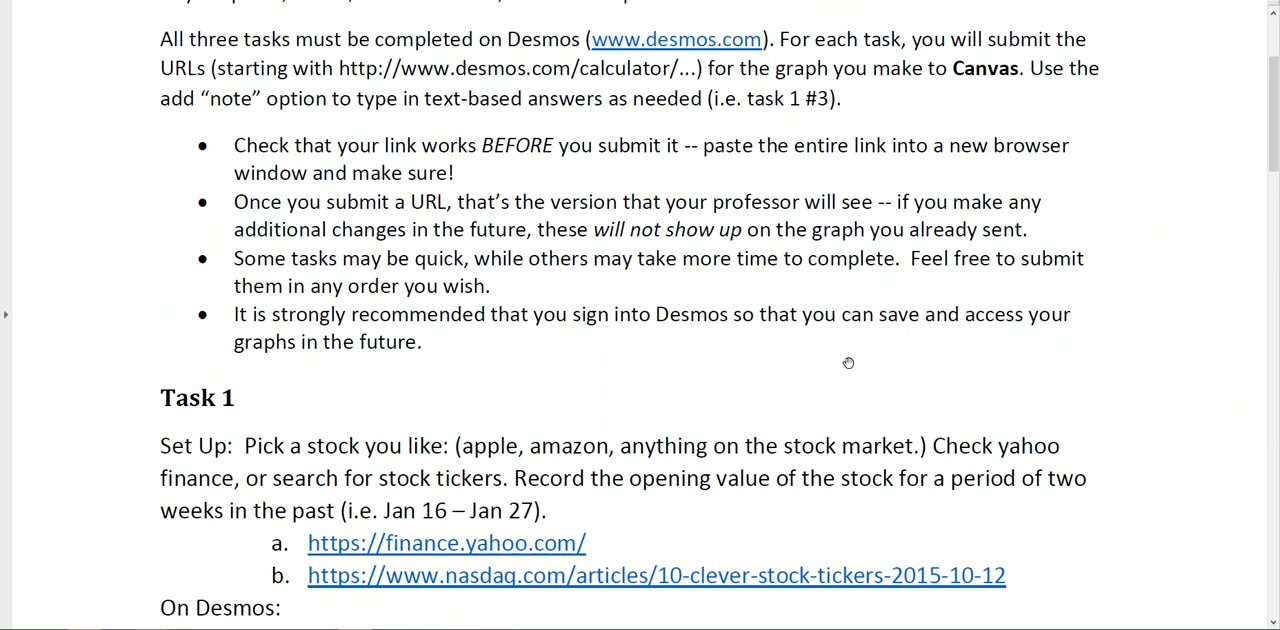 All three tasks must be completed on Desmos (www.desmos.com). For each task, you will submit the
URLs (starting with http://www.desmos.com/calculator/...) for the graph you make to Canvas. Use the
add “note” option to type in text-based answers as needed (i.e. task 1 #3).
• Check that your link works BEFORE you submit it -- paste the entire link into a new browser
window and make sure!
• Once you submit a URL, that’s the version that your professor will see -- if you make any
additional changes in the future, these will not show up on the graph you already sent.
• Some tasks may be quick, while others may take more time to complete. Feel free to submit
them in any order you wish.
• It is strongly recommended that you sign into Desmos so that you can save and access your
graphs in the future.
Task 1
Set Up: Pick a stock you like: (apple, amazon, anything on the stock market.) Check yahoo
finance, or search for stock tickers. Record the opening value of the stock for a period of two
weeks in the past (i.e. Jan 16 – Jan 27).
a. https://finance.yahoo.com/
b. https://www.nasdaq.com/articles/10-clever-stock-tickers-2015-10-12
On Desmos: